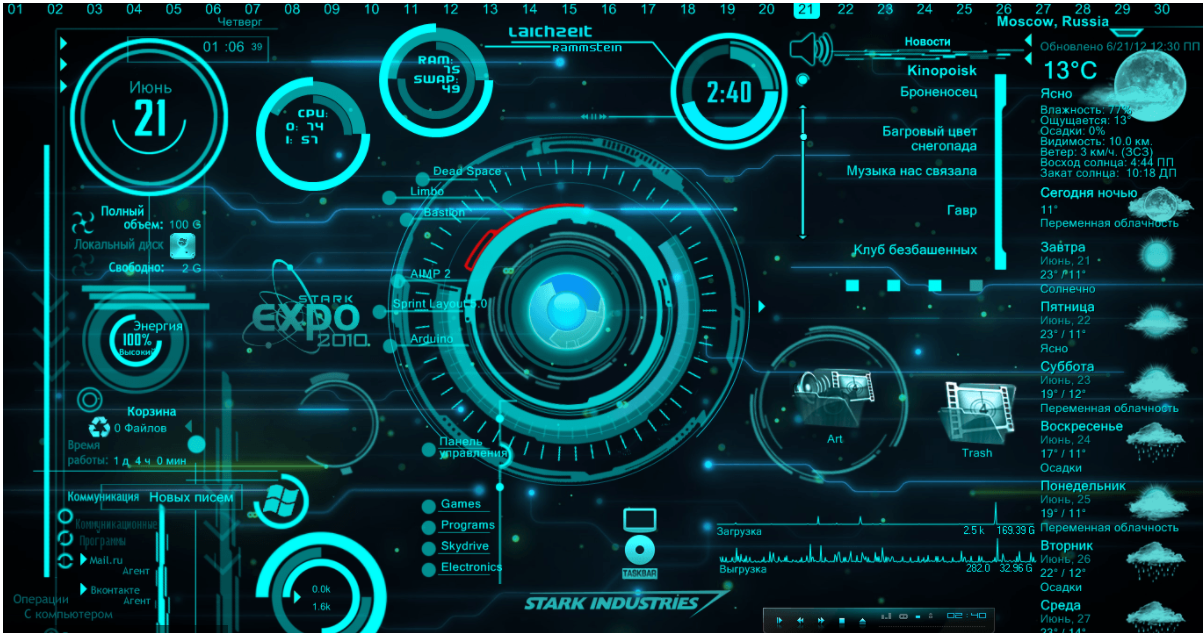 01 02 03 04 05 06 07 08 09 10 11 12 13 14 15 16 17 18 19 20 21 22 23 24 25 26 27 28 29 30
Четверг
01 :06 39
Июнь
21
CPU:
0: 74
1: 57
RAM:
75
SWAP:
49
Laichzeit
Rammstein
2:40
Новости
Kinopoisk
Броненосец
Багровый цвет
снегопада
Музыка нас связала
Гавр
Клуб безбашенных
Moscow, Russia
Обновлено 6/21/12 12:30 ПП
13°C
Ясно
Влажность: 77%
Ощущается: 13°
Осадки: 0%
Видимость: 10.0 км.
Ветер: 3 км/ч. (ЗСЗ)
Восход солнца: 4:44 ПП
Закат солнца: 10:18 ДП
Сегодня ночью
11°
Переменная облачность
Завтра
Июнь, 21
23° / 11°
Солнечно
Пятница
Июнь, 22
23° / 11°
Ясно
Суббота
Июнь, 23
19° / 12°
Переменная облачность
Воскресенье
Июнь, 24
17° / 11°
Осадки
Понедельник
Июнь, 25
19° / 11°
Переменная облачность
Вторник
Июнь, 26
22° / 12°
Осадки
Среда
Июнь, 27
23° / 14°
Полный
объем: 100 G
Локальный диск
Свободно: 2 G
Энергия
100%
Высокий
Корзина
0 Файлов
Время
работы: 1 д, 4 ч 0 мин
Коммуникация
Новых писем
Коммуникационные
Программы
Mail.ru
Агент
Вконтакте
Агент
Операции
С компьютером
STARK
EXPO
2010
Dead Space
Limbo
Bastion
AIMP 2
Sprint Layout 5.0
Arduino
Панель
управления
Games
Programs
Skydrive
Electronics
0.0k
1.6k
TASKBAR
STARK INDUSTRIES
Art
Trash
Загрузка
2.5 k 169.39 G
Выгрузка
282.0 32.96 G
02:40